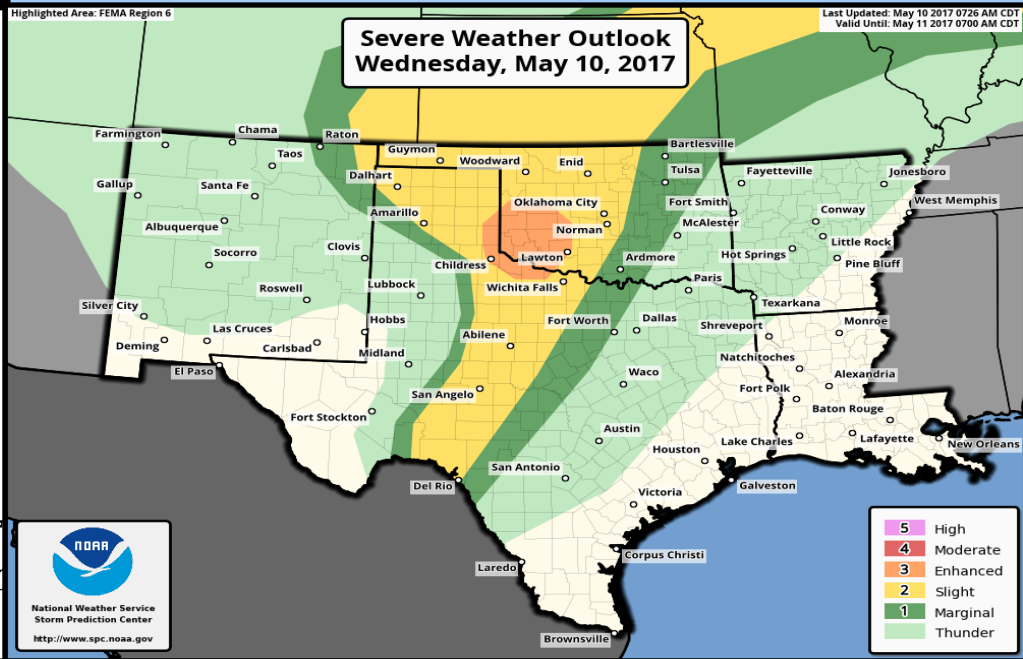 Highlighted Area: FEMA Region 6
Last Updated: May 10 2017 0726 AM CDT
Valid Until: May 11 2017 0700 AM CDT
Severe Weather Outlook
Wednesday, May 10, 2017
Farmington
Chama
Raton
Guymon
Woodward
Enid
Bartlesville
Taos
Dalhart
Tulsa
Fayetteville
Jonesboro
Gallup
Santa Fe
Oklahoma City
Fort Smith
West Memphis
Amarillo
Conway
Albuquerque
Norman
McAlester
Little Rock
Socorro
Clovis
Childress
Lawton
Ardmore
Hot Springs
Pine Bluff
Roswell
Lubbock
Wichita Falls
Paris
Texarkana
Silver City
Las Cruces
Hobbs
Fort Worth
Dallas
Shreveport
Monroe
Deming
Carlsbad
Midland
Abilene
Natchitoches
El Paso
San Angelo
Waco
Fort Polk
Alexandria
Fort Stockton
Austin
Baton Rouge
Houston
Lake Charles
Lafayette
New Orleans
Del Rio
San Antonio
Victoria
Galveston
Laredo
Corpus Christi
Brownsville
NOAA
National Weather Service
Storm Prediction Center
http://www.spc.noaa.gov
5 High
4 Moderate
3 Enhanced
2 Slight
1 Marginal
Thunder